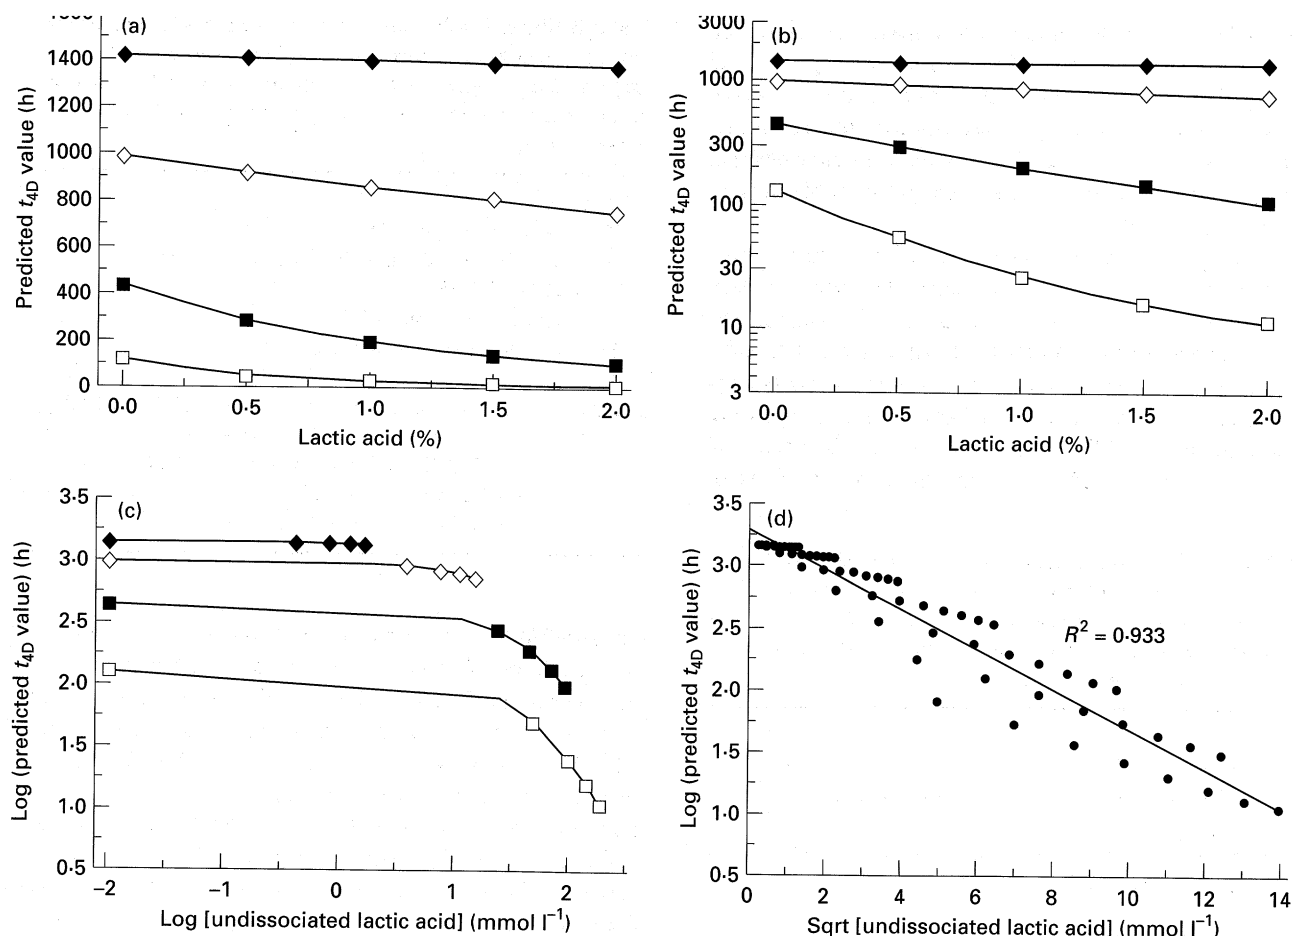 (a)
1600
1400
1200
1000
800
600
400
200
0
Predicted t4D value (h)
0·0 0·5 1·0 1·5 2·0
Lactic acid (%)
(b)
3000
1000
300
100
30
10
3
Predicted t4D value (h)
0·0 0·5 1·0 1·5 2·0
Lactic acid (%)
(c)
3·5
3·0
2·5
2·0
1·5
1·0
0·5
Log (predicted t4D value) (h)
−2 −1 0 1 2
Log [undissociated lactic acid] (mmol l−1)
(d)
3·5
3·0
2·5
2·0
1·5
1·0
0·5
Log (predicted t4D value) (h)
R2 = 0·933
0 2 4 6 8 10 12 14
Sqrt [undissociated lactic acid] (mmol l−1)